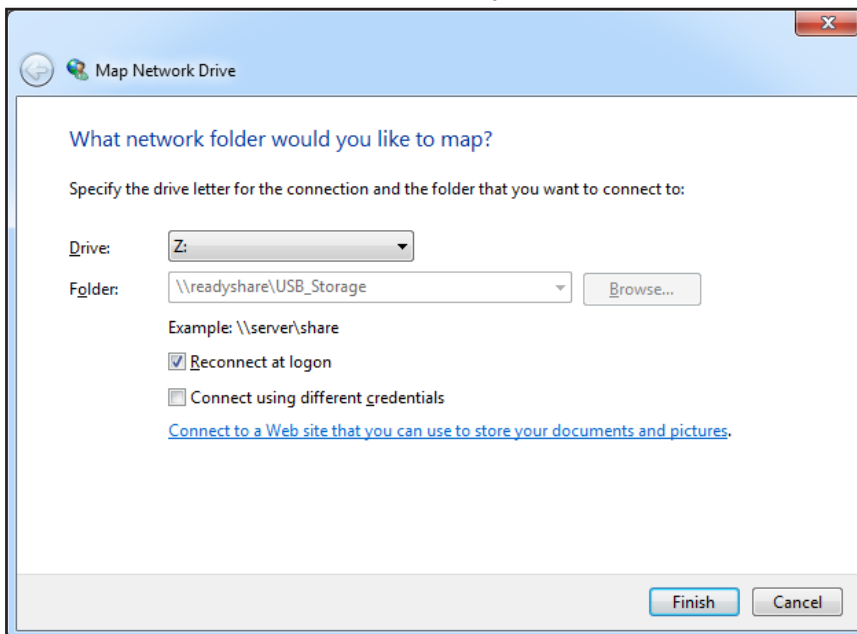 Map Network Drive
What network folder would you like to map?
Specify the drive letter for the connection and the folder that you want to connect to:
Drive: Z:
Folder: \\readyshare\USB_Storage Browse...
Example: \\server\share
Reconnect at logon
Connect using different credentials
Connect to a Web site that you can use to store your documents and pictures.
Finish Cancel